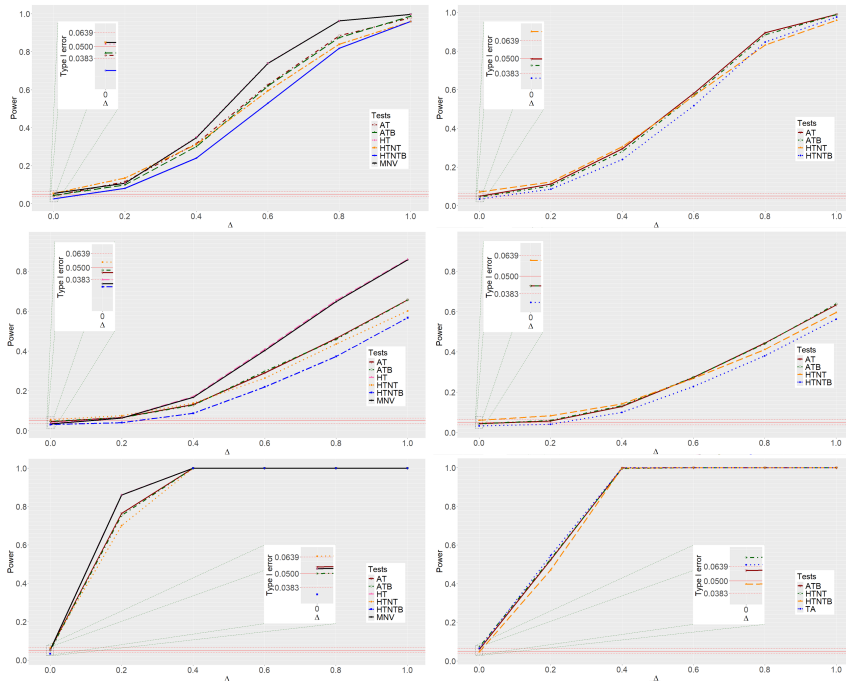 Power
1.0
0.8
0.6
0.4
0.2
0.0
Type I error
0.0639
0.0500
0.0383
0
Δ
Tests
AT
ATB
HT
HTNT
HTNTB
MNV
0.0 0.2 0.4 0.6 0.8 1.0
Δ
Power
1.0
0.8
0.6
0.4
0.2
0.0
Type I error
0.0639
0.0500
0.0383
0
Δ
Tests
AT
ATB
HTNT
HTNTB
0.0 0.2 0.4 0.6 0.8 1.0
Δ
Power
0.8
0.6
0.4
0.2
0.0
Type I error
0.0639
0.0500
0.0383
0
Δ
Tests
AT
ATB
HT
HTNT
HTNTB
MNV
0.0 0.2 0.4 0.6 0.8 1.0
Δ
Power
0.8
0.6
0.4
0.2
0.0
Type I error
0.0639
0.0500
0.0383
0
Δ
Tests
AT
ATB
HTNT
HTNTB
0.0 0.2 0.4 0.6 0.8 1.0
Δ
Power
1.0
0.8
0.6
0.4
0.2
0.0
Type I error
0.0639
0.0500
0.0383
0
Δ
Tests
AT
ATB
HT
HTNT
HTNTB
MNV
0.0 0.2 0.4 0.6 0.8 1.0
Δ
Power
1.0
0.8
0.6
0.4
0.2
0.0
Type I error
0.0639
0.0500
0.0383
0
Δ
Tests
ATB
HTNT
HTNTB
TA
0.0 0.2 0.4 0.6 0.8 1.0
Δ